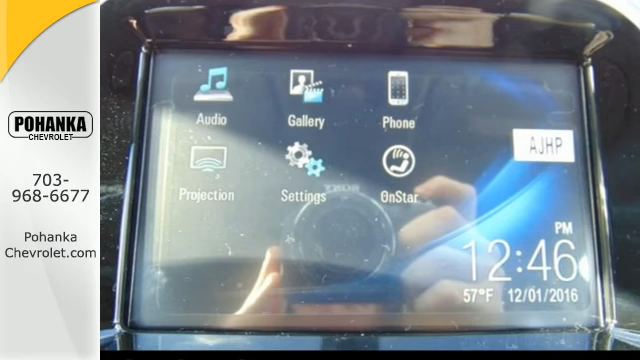 POHANKA
CHEVROLET
703-
968-6677
Pohanka
Chevrolet.com
Audio
Gallery
Phone
AJHP
Projection
Settings
OnStar
PM
12:46
57°F 12/01/2016